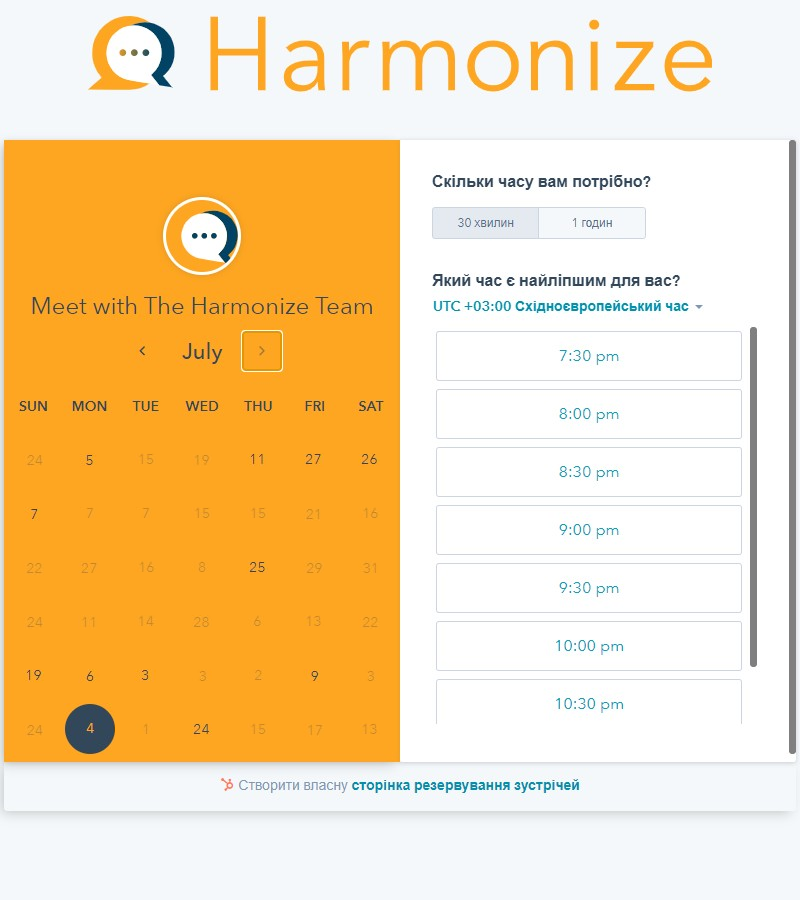 Harmonize
Meet with The Harmonize Team
July
SUN MON TUE WED THU FRI SAT
24 5 15 19 11 27 26
7 7 7 15 15 21 16
22 27 16 8 25 29 31
24 11 14 28 6 13 22
19 6 3 3 2 9 3
24 4 1 24 15 17 13
Скільки часу вам потрібно?
30 хвилин 1 годин
Який час є найліпшим для вас?
UTC +03:00 Східноєвропейський час
7:30 pm
8:00 pm
8:30 pm
9:00 pm
9:30 pm
10:00 pm
10:30 pm
Створити власну сторінка резервування зустрічей